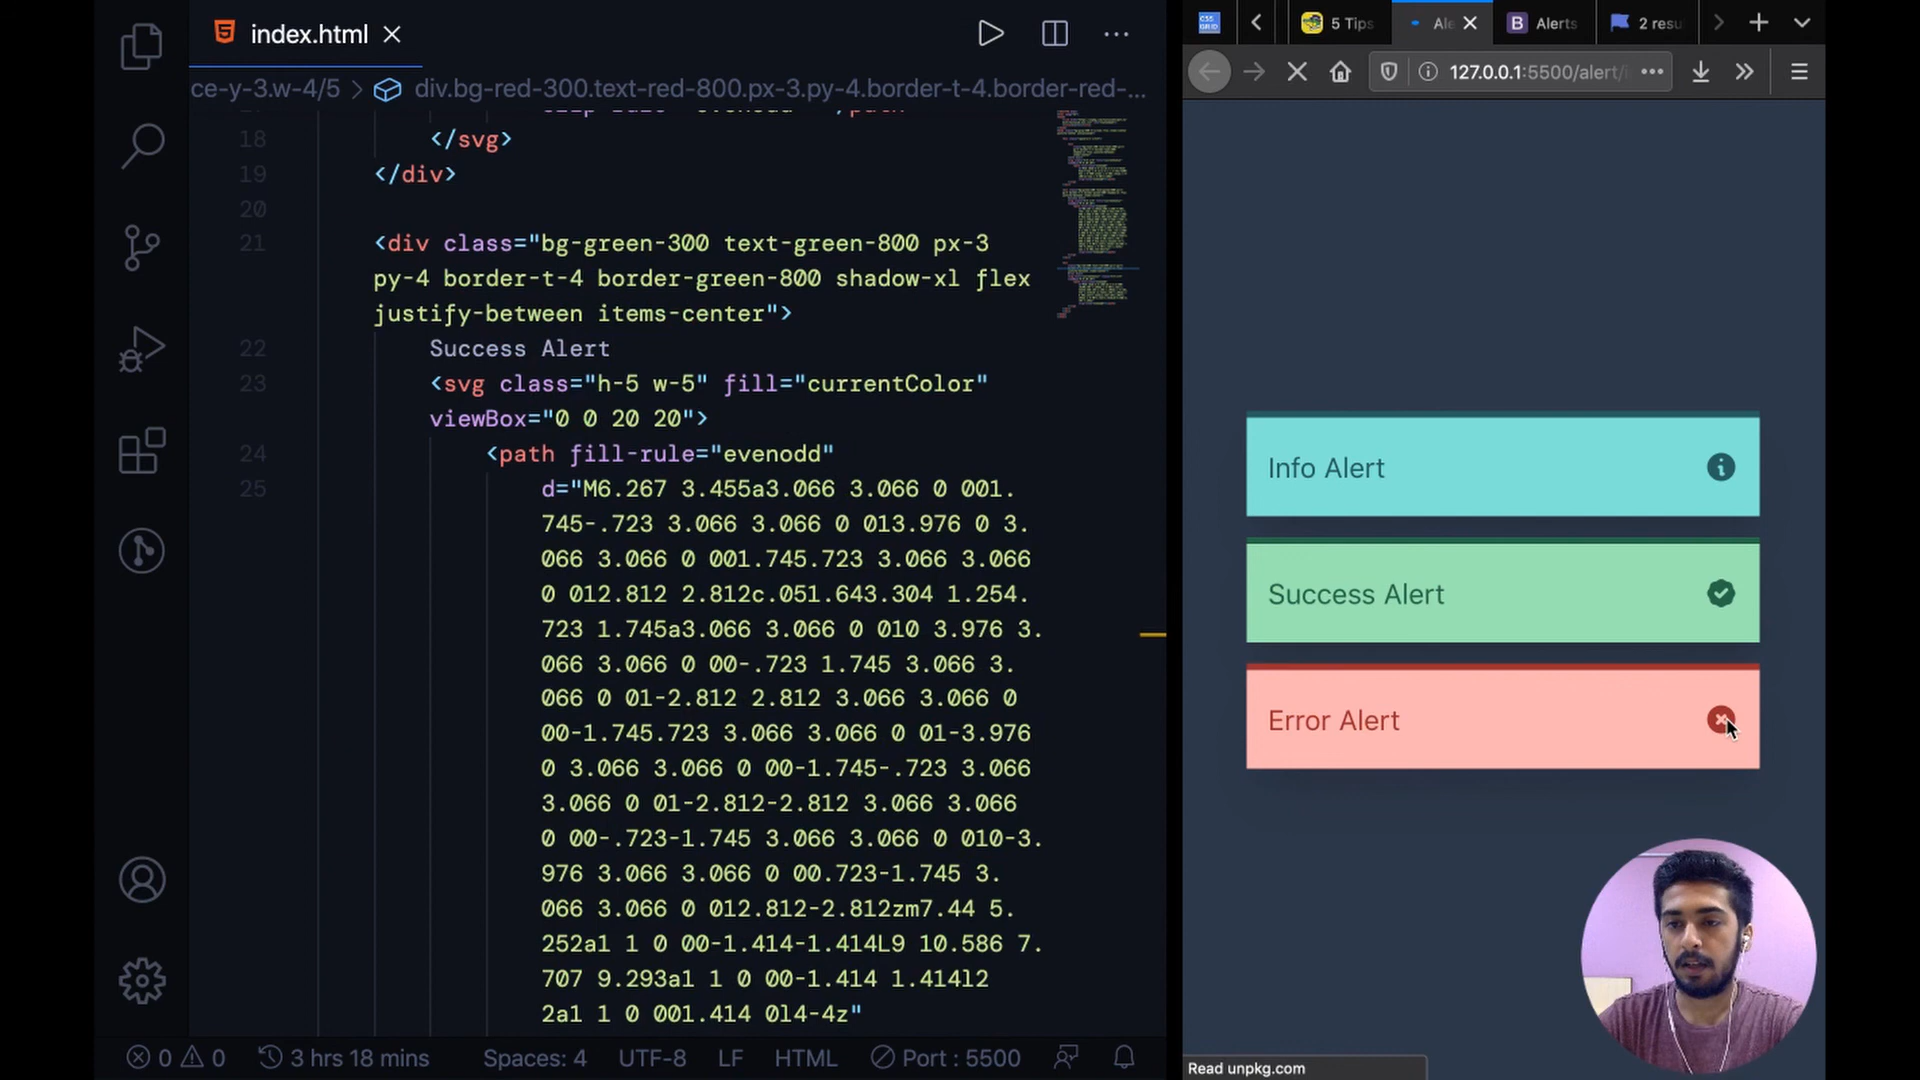 index.html
ce-y-3.w-4/5 > div.bg-red-300.text-red-800.px-3.py-4.border-t-4.border-red-...
18 </svg>
19 </div>
20
21 <div class="bg-green-300 text-green-800 px-3
py-4 border-t-4 border-green-800 shadow-xl flex
justify-between items-center">
22 Success Alert
23 <svg class="h-5 w-5" fill="currentColor"
viewBox="0 0 20 20">
24 <path fill-rule="evenodd"
25 d="M6.267 3.455a3.066 3.066 0 001.
745-.723 3.066 3.066 0 013.976 0 3.
066 3.066 0 001.745.723 3.066 3.066
0 012.812 2.812c.051.643.304 1.254.
723 1.745a3.066 3.066 0 010 3.976 3.
066 3.066 0 00-.723 1.745 3.066 3.
066 0 01-2.812 2.812 3.066 3.066 0
00-1.745.723 3.066 3.066 0 01-3.976
0 3.066 3.066 0 00-1.745-.723 3.066
3.066 0 01-2.812-2.812 3.066 3.066
0 00-.723-1.745 3.066 3.066 0 010-3.
976 3.066 3.066 0 00.723-1.745 3.
066 3.066 0 012.812-2.812zm7.44 5.
252a1 1 0 00-1.414-1.414L9 10.586 7.
707 9.293a1 1 0 00-1.414 1.414l2
2a1 1 0 001.414 0l4-4z"
0 0 3 hrs 18 mins Spaces: 4 UTF-8 LF HTML Port : 5500
CSS GRID 5 Tips Ale B Alerts 2 resu
127.0.0.1:5500/alert/i
Info Alert
Success Alert
Error Alert
Read unpkg.com